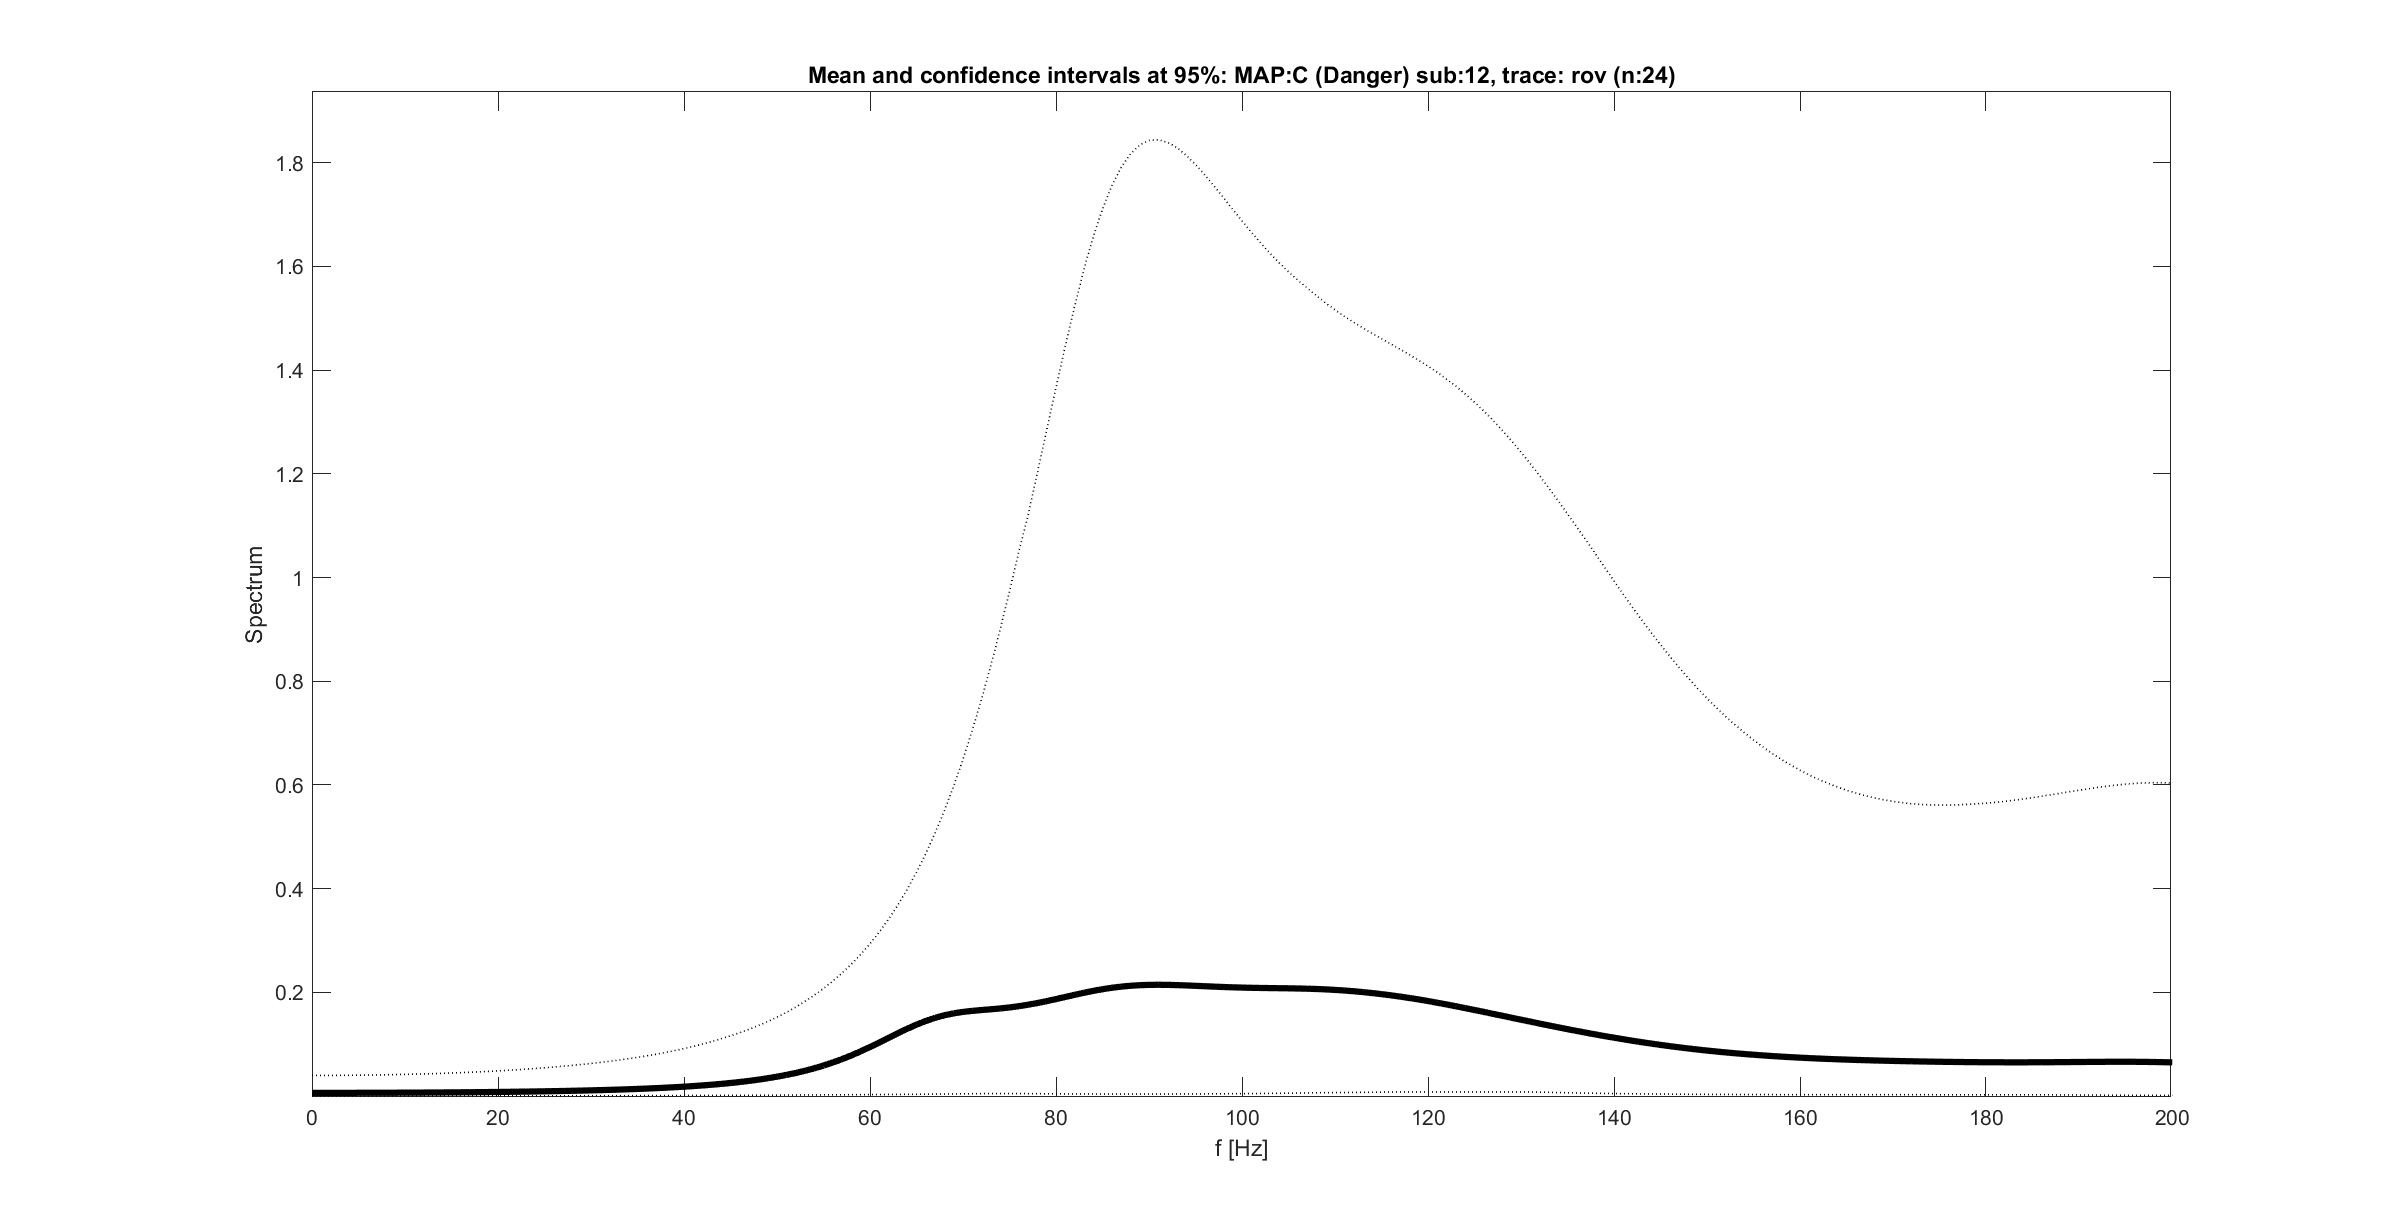 Mean and confidence intervals at 95%: MAP:C (Danger) sub:12, trace: rov (n:24)
1.8
1.6
1.4
1.2
1
0.8
0.6
0.4
0.2
Spectrum
0 20 40 60 80 100 120 140 160 180 200
f [Hz]